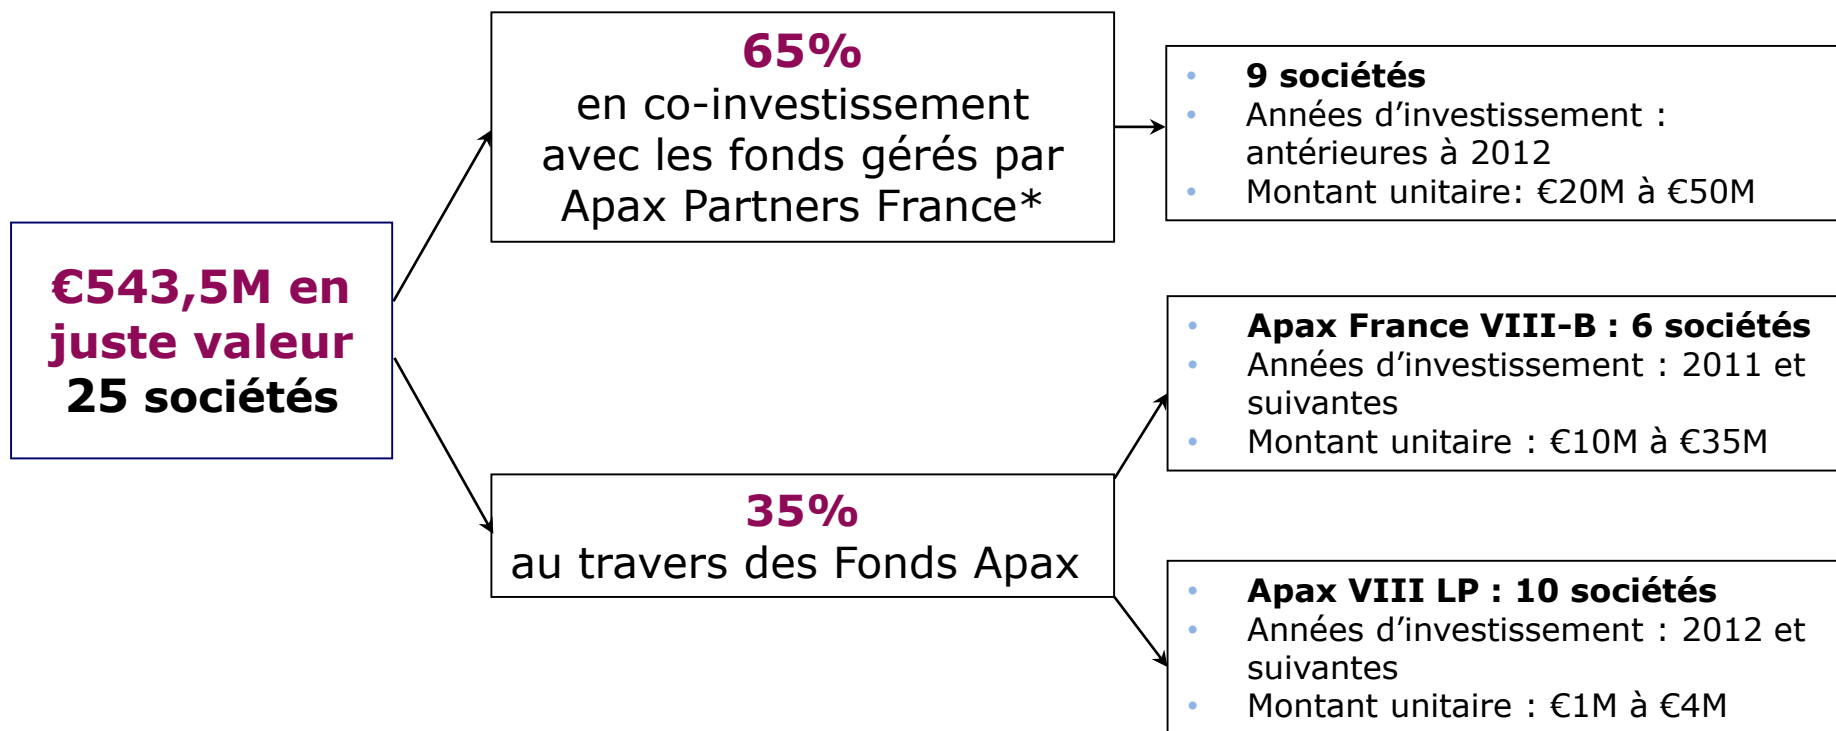 €543,5M en
juste valeur
25 sociétés
65%
en co-investissement
avec les fonds gérés par
Apax Partners France*
• 9 sociétés
• Années d’investissement :
antérieures à 2012
• Montant unitaire: €20M à €50M
35%
au travers des Fonds Apax
• Apax France VIII-B : 6 sociétés
• Années d’investissement : 2011 et
suivantes
• Montant unitaire : €10M à €35M
• Apax VIII LP : 10 sociétés
• Années d’investissement : 2012 et
suivantes
• Montant unitaire : €1M à €4M